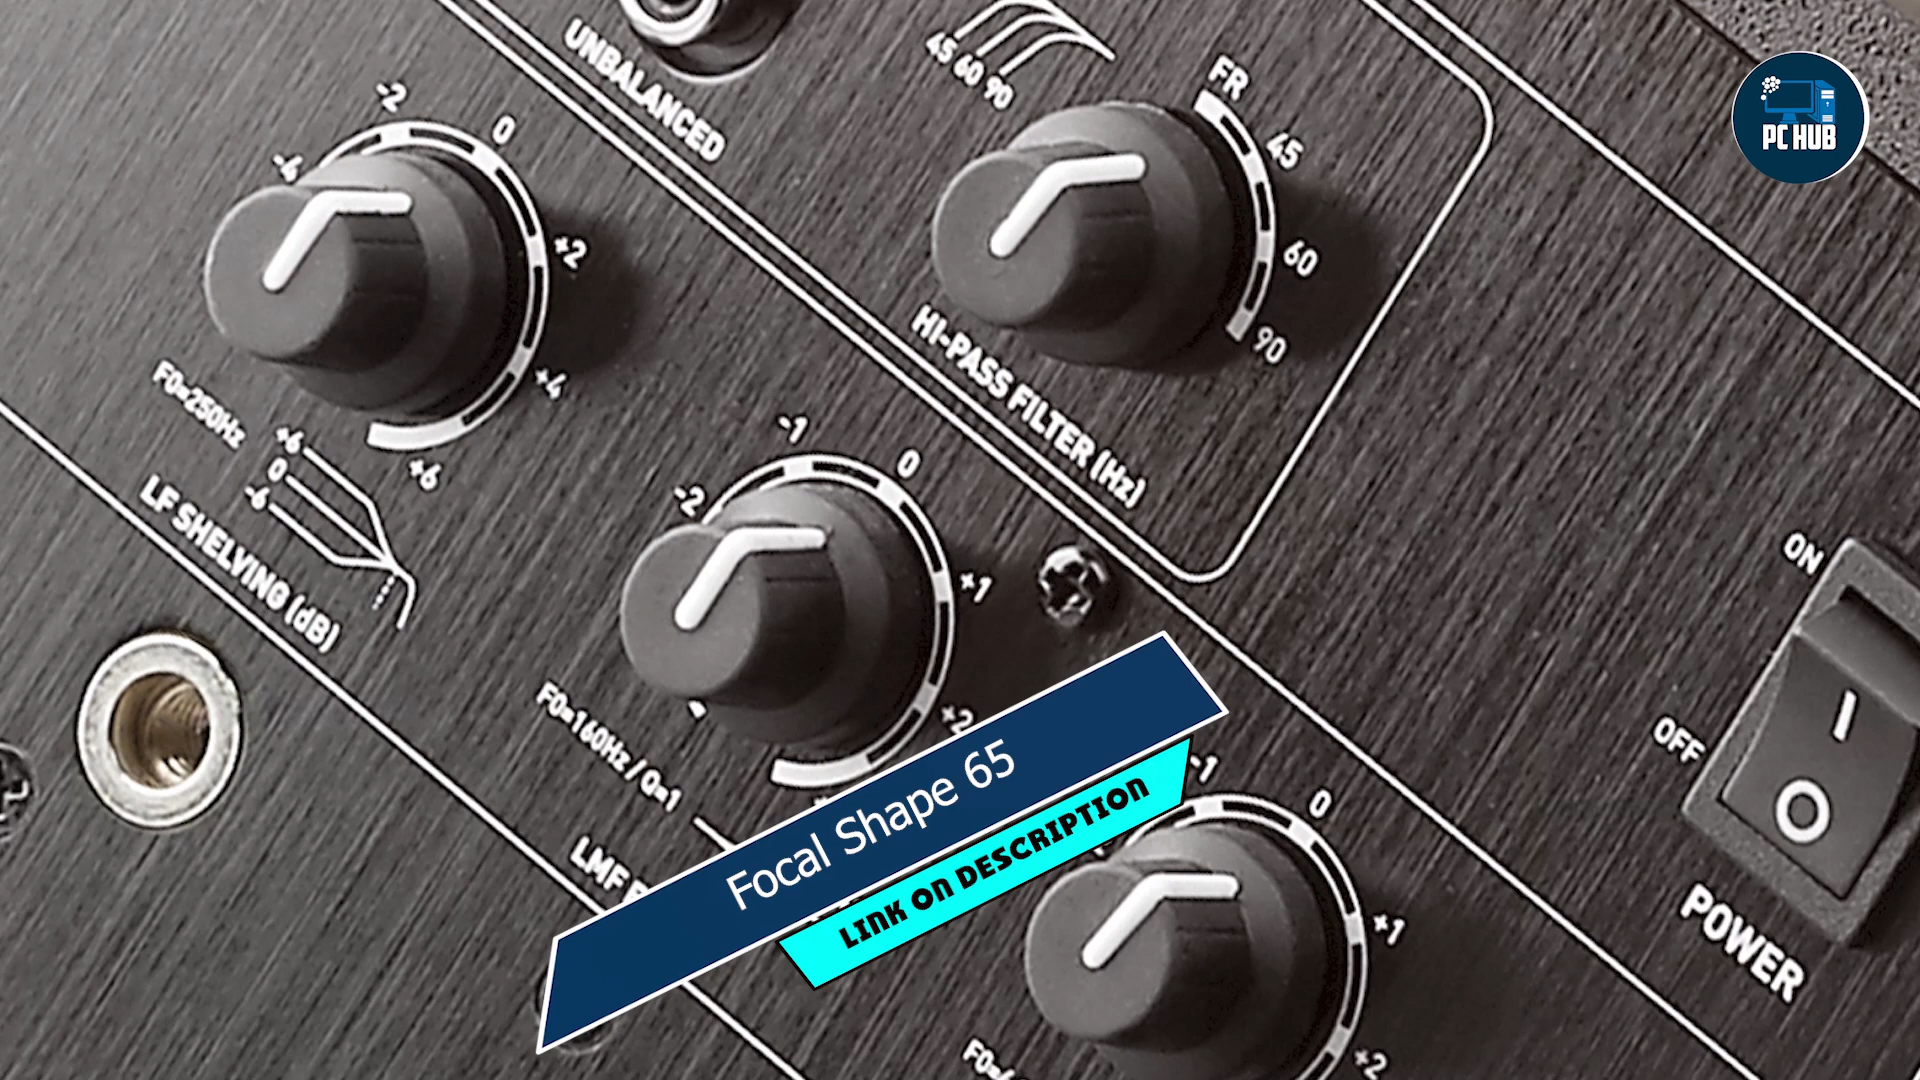 UNBALANCED
45 60 90
FR
45
60
90
HI-PASS FILTER (Hz)
PC HUB
-4
-2
0
+2
+4
+6
F0=250Hz
+6
0
-6
LF SHELVING (dB)
-2
-1
0
+1
+2
F0=160Hz / Q=1
LMF
Focal Shape 65
LINK ON DESCRIPTION
-1
0
+1
+2
ON
OFF
POWER